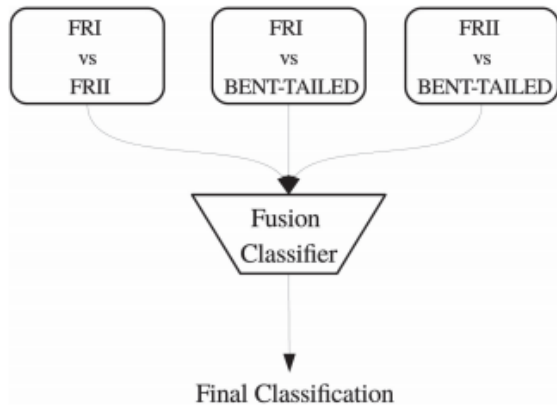 FRI
vs
FRII
FRI
vs
BENT-TAILED
FRII
vs
BENT-TAILED
Fusion
Classifier
Final Classification